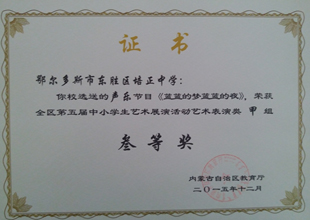 证书
鄂尔多斯市东胜区培正中学：
你校选送的声乐节目《蓝蓝的梦蓝蓝的夜》，荣获
全区第五届中小学生艺术展演活动艺术表演类 甲 组
叁等奖
内蒙古自治区教育厅
二〇一五年十二月